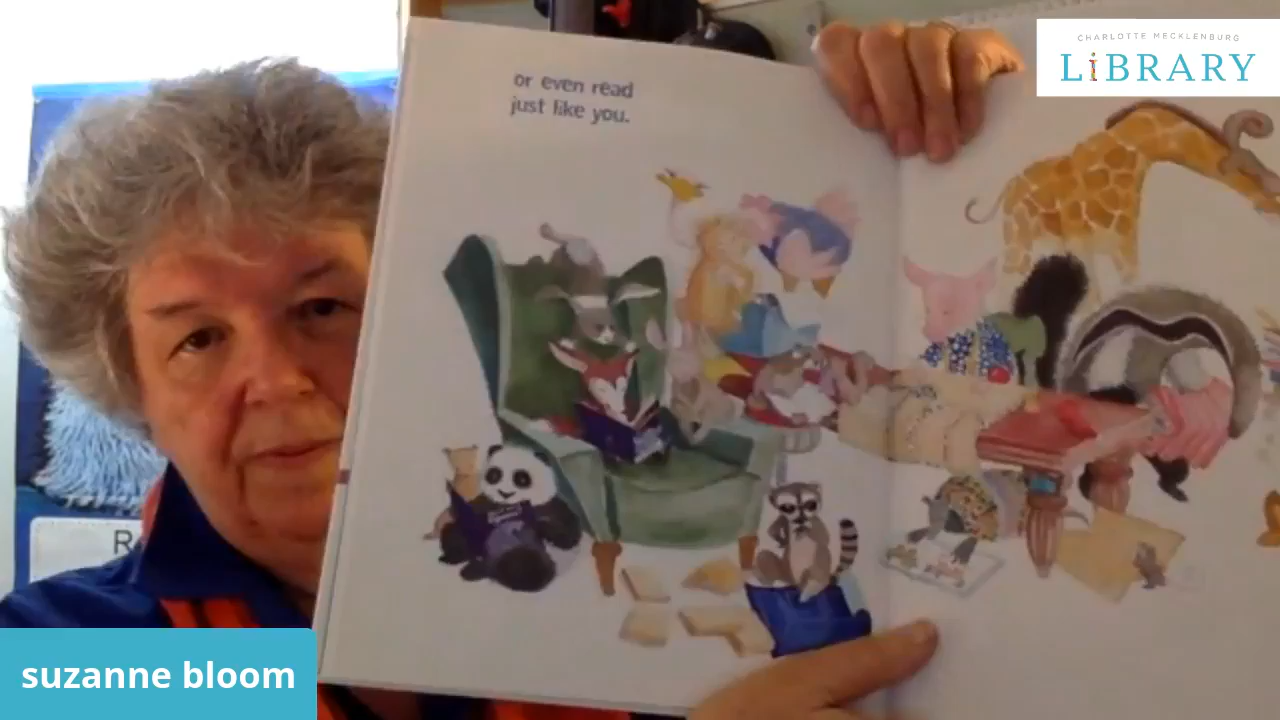 or even read
just like you.
CHARLOTTE MECKLENBURG
LIBRARY
R
suzanne bloom